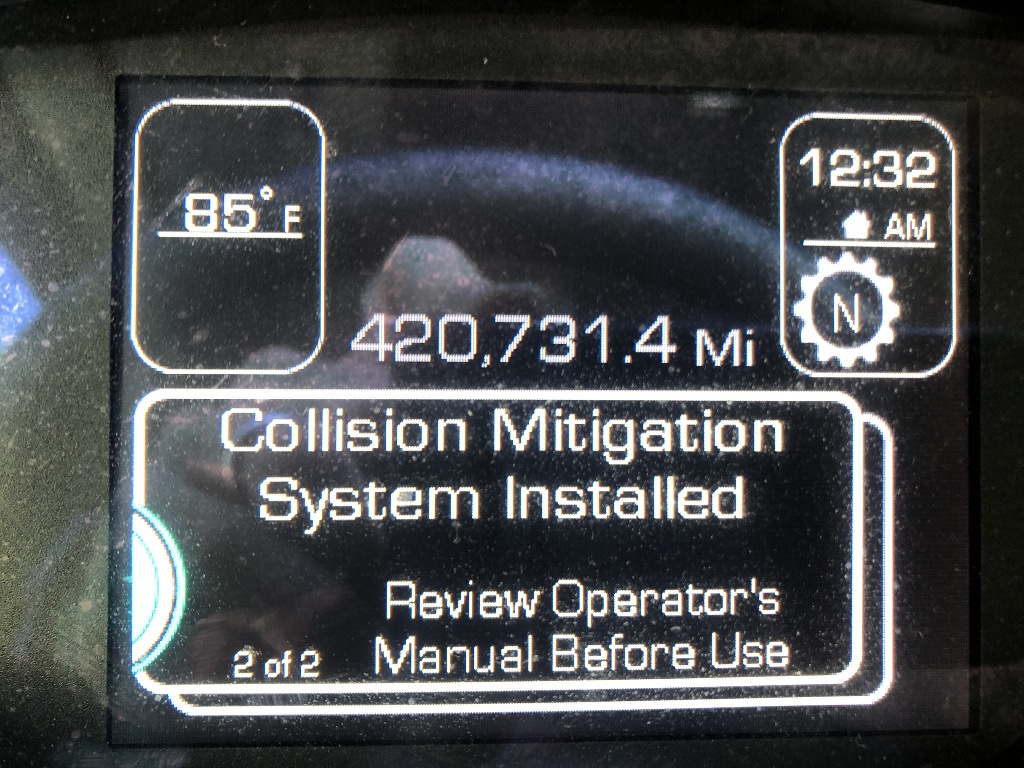 85° F
12:32
AM
N
420,731.4 Mi
Collision Mitigation
System Installed
Review Operator's
Manual Before Use
2 of 2